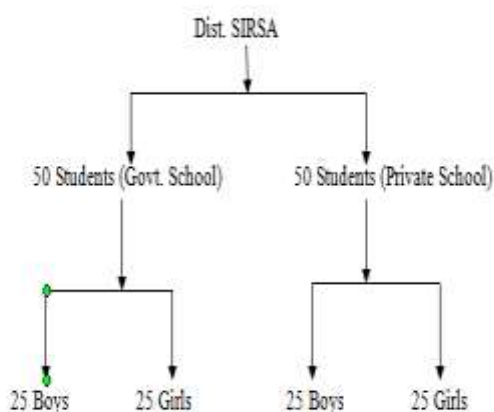 Dist. SIRSA
50 Students (Govt. School) 50 Students (Private School)
25 Boys 25 Girls 25 Boys 25 Girls